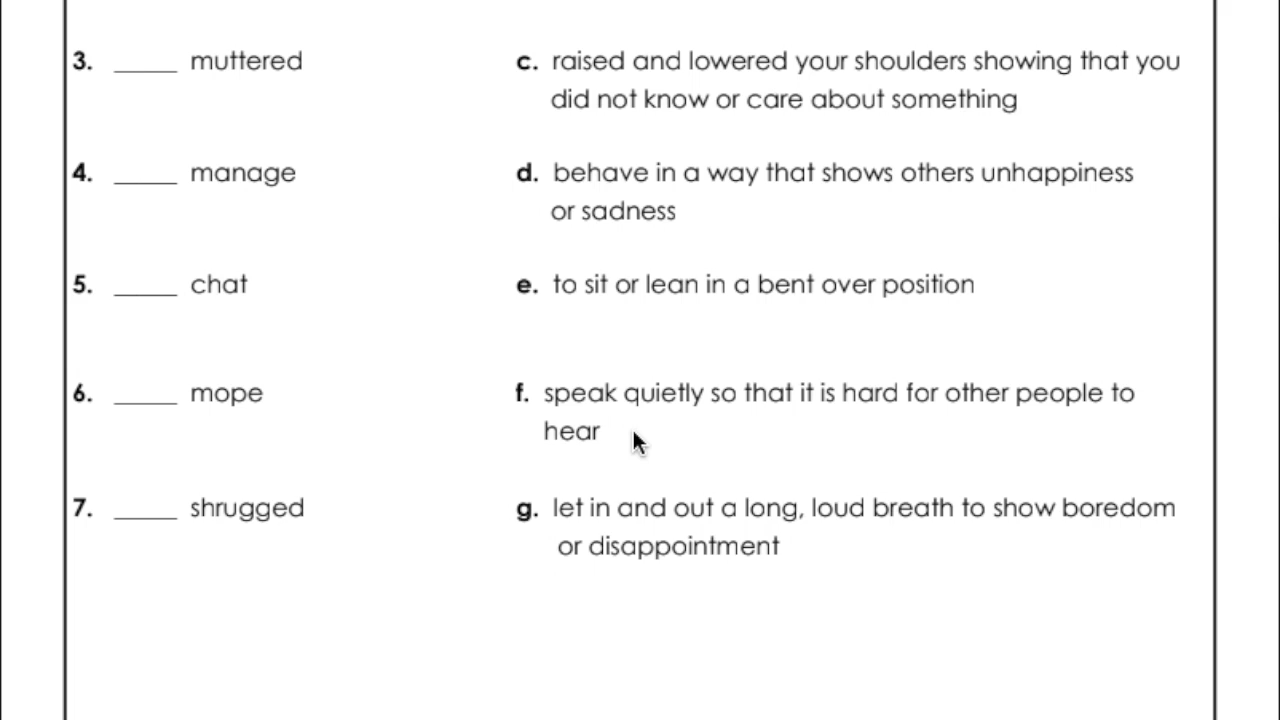 3. _____ muttered c. raised and lowered your shoulders showing that you
did not know or care about something
4. _____ manage d. behave in a way that shows others unhappiness
or sadness
5. _____ chat e. to sit or lean in a bent over position
6. _____ mope f. speak quietly so that it is hard for other people to
hear
7. _____ shrugged g. let in and out a long, loud breath to show boredom
or disappointment